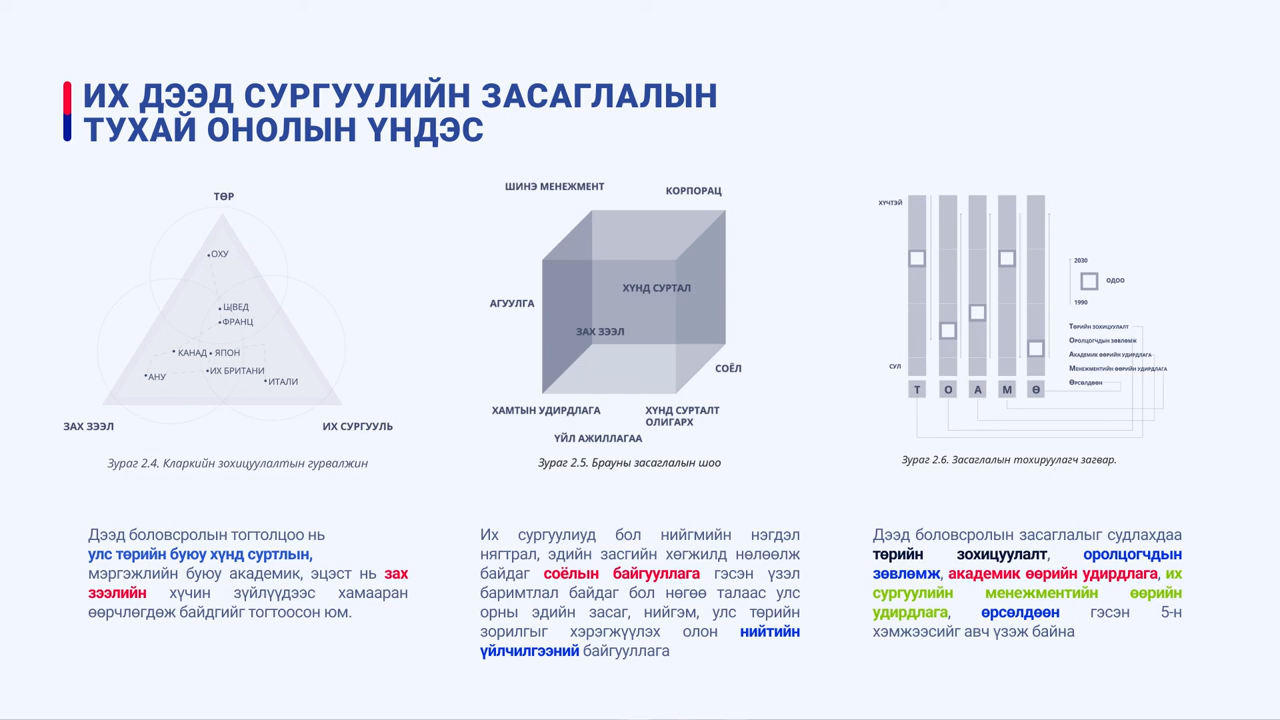 ИХ ДЭЭД СУРГУУЛИЙН ЗАСАГЛАЛЫН
ТУХАЙ ОНОЛЫН ҮНДЭС
ТӨР
ОХУ
ЩВЕД
ФРАНЦ
КАНАД
ЯПОН
ИХ БРИТАНИ
АНУ
ИТАЛИ
ЗАХ ЗЭЭЛ
ИХ СУРГУУЛЬ
Зураг 2.4. Кларкийн зохицуулалтын гурвалжин
ШИНЭ МЕНЕЖМЕНТ
КОРПОРАЦ
АГУУЛГА
ХҮНД СУРТАЛ
ЗАХ ЗЭЭЛ
СОЁЛ
ХАМТЫН УДИРДЛАГА
ХҮНД СУРТАЛТ
ОЛИГАРХ
ҮЙЛ АЖИЛЛАГАА
Зураг 2.5. Брауны засаглалын шоо
ХҮЧТЭЙ
2030
ОДОО
1990
Төрийн зохицуулалт
Оролцогчдын зөвлөмж
Академик өөрийн удирдлага
Менежментийн өөрийн удирдлага
Өрсөлдөөн
СУЛ
Т О А М Ө
Зураг 2.6. Засаглалын тохируулагч загвар.
Дээд боловсролын тогтолцоо нь
улс төрийн буюу хүнд суртлын,
мэргэжлийн буюу академик, эцэст нь зах
зээлийн хүчин зүйлүүдээс хамааран
өөрчлөгдөж байдгийг тогтоосон юм.
Их сургуулиуд бол нийгмийн нэгдэл
нягтрал, эдийн засгийн хөгжилд нөлөөлж
байдаг соёлын байгууллага гэсэн үзэл
баримтлал байдаг бол нөгөө талаас улс
орны эдийн засаг, нийгэм, улс төрийн
зорилгыг хэрэгжүүлэх олон нийтийн
үйлчилгээний байгууллага
Дээд боловсролын засаглалыг судлахдаа
төрийн зохицуулалт, оролцогчдын
зөвлөмж, академик өөрийн удирдлага, их
сургуулийн менежментийн өөрийн
удирдлага, өрсөлдөөн гэсэн 5-н
хэмжээсийг авч үзэж байна